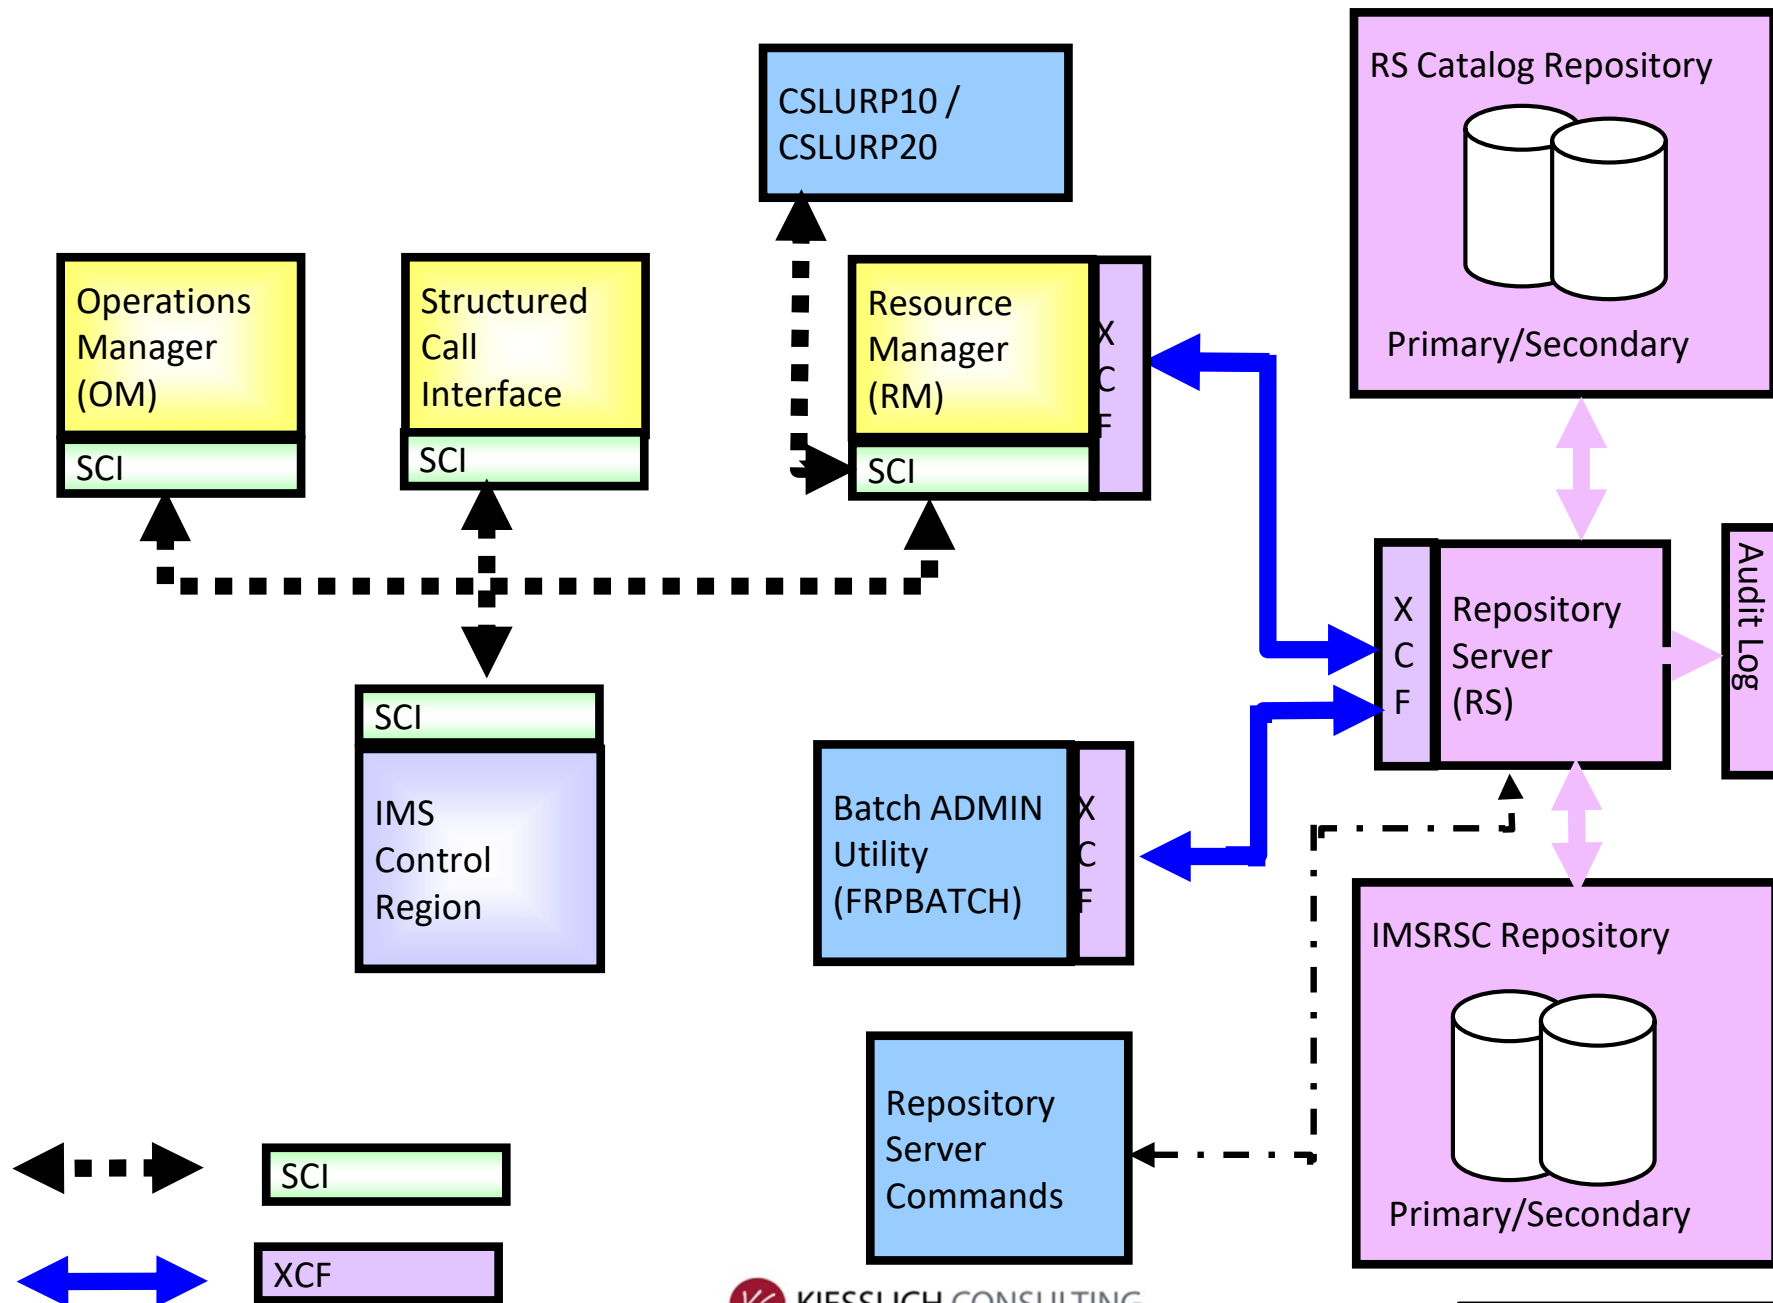 RS Catalog Repository
Primary/Secondary
CSLURP10 /
CSLURP20
Operations
Manager
(OM)
SCI
Structured
Call
Interface
SCI
Resource
Manager
(RM)
SCI
X
C
F
X
C
F
Repository
Server
(RS)
Audit Log
SCI
IMS
Control
Region
Batch ADMIN
Utility
(FRPBATCH)
X
C
F
IMSRSC Repository
Primary/Secondary
Repository
Server
Commands
SCI
XCF
KIESSLICH CONSULTING